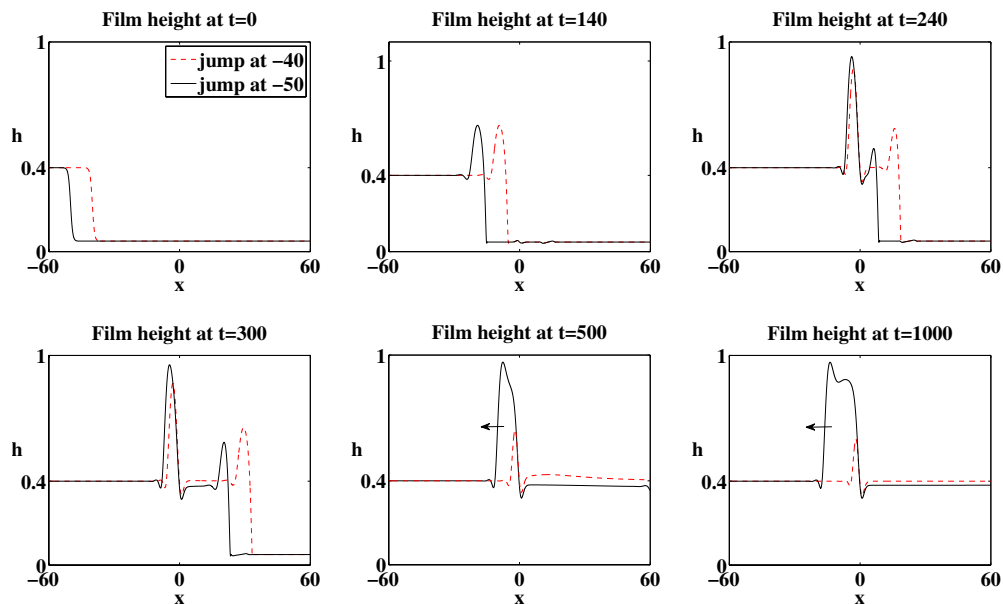 Film height at t=0
1
h
0.4
0
−60
0
60
x
jump at −40
jump at −50
Film height at t=140
1
h
0.4
0
−60
0
60
x
Film height at t=240
1
h
0.4
0
−60
0
60
x
Film height at t=300
1
h
0.4
0
−60
0
60
x
Film height at t=500
1
h
0.4
0
−60
0
60
x
Film height at t=1000
1
h
0.4
0
−60
0
60
x